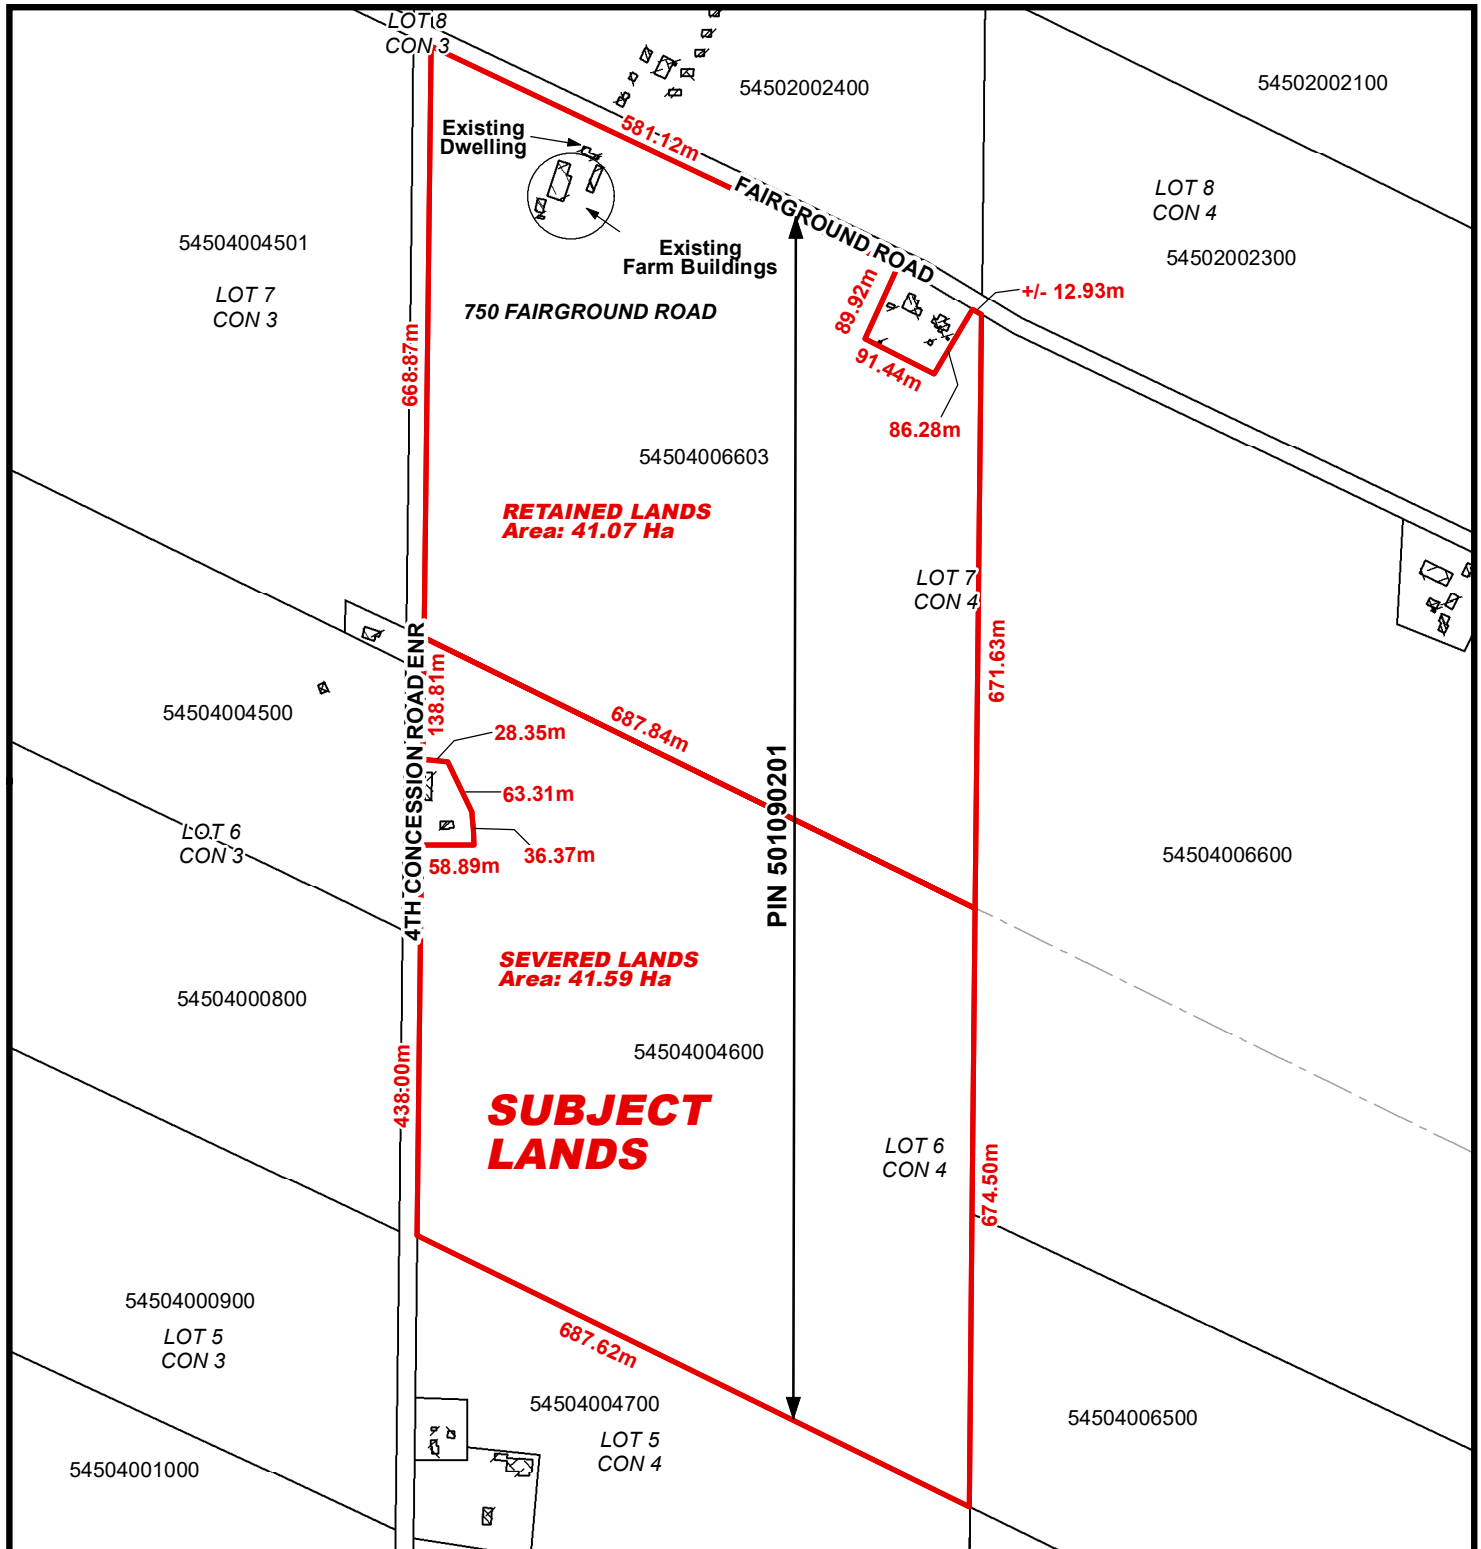 LOT 8
CON 3
54502002400
54502002100
Existing
Dwelling
581.12m
FAIRGROUND ROAD
LOT 8
CON 4
54504004501
Existing
Farm Buildings
54502002300
LOT 7
CON 3
750 FAIRGROUND ROAD
89.92m
+/- 12.93m
668.87m
91.44m
86.28m
54504006603
RETAINED LANDS
Area: 41.07 Ha
LOT 7
CON 4
4TH CONCESSION ROAD ENR
138.81m
671.63m
54504004500
28.35m
687.84m
PIN 501090201
63.31m
LOT 6
CON 3
36.37m
58.89m
54504006600
SEVERED LANDS
Area: 41.59 Ha
54504000800
54504004600
438.00m
SUBJECT
LANDS
LOT 6
CON 4
674.50m
54504000900
LOT 5
CON 3
687.62m
54504004700
LOT 5
CON 4
54504006500
54504001000